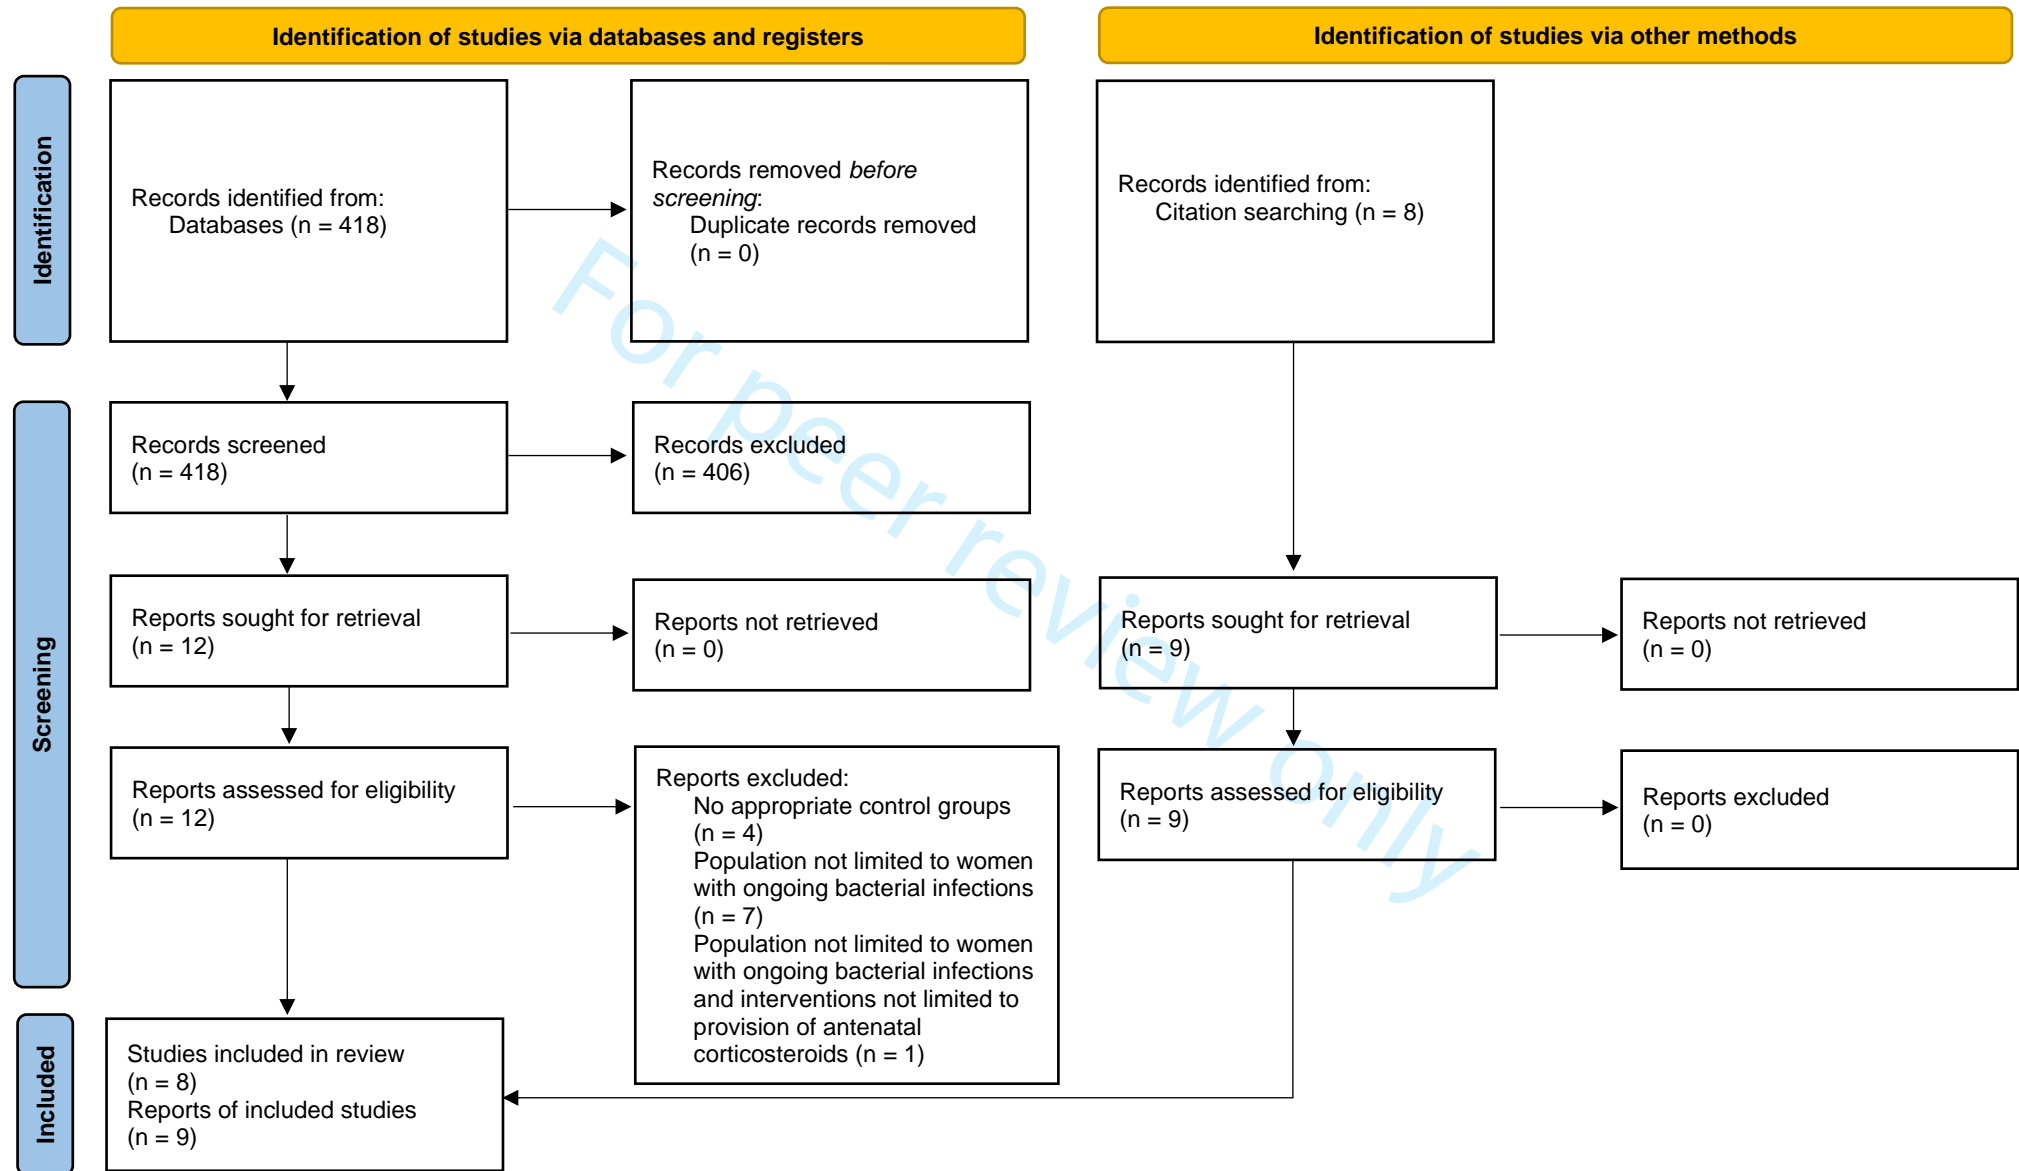 Identification of studies via databases and registers
Identification of studies via other methods
Identification
Records identified from:
Databases (n = 418)
Records removed before
screening:
Duplicate records removed
(n = 0)
Records identified from:
Citation searching (n = 8)
Screening
Records screened
(n = 418)
Records excluded
(n = 406)
Reports sought for retrieval
(n = 12)
Reports not retrieved
(n = 0)
Reports sought for retrieval
(n = 9)
Reports not retrieved
(n = 0)
Reports assessed for eligibility
(n = 12)
Reports excluded:
No appropriate control groups
(n = 4)
Population not limited to women
with ongoing bacterial infections
(n = 7)
Population not limited to women
with ongoing bacterial infections
and interventions not limited to
provision of antenatal
corticosteroids (n = 1)
Reports assessed for eligibility
(n = 9)
Reports excluded
(n = 0)
Included
Studies included in review
(n = 8)
Reports of included studies
(n = 9)
For peer review only